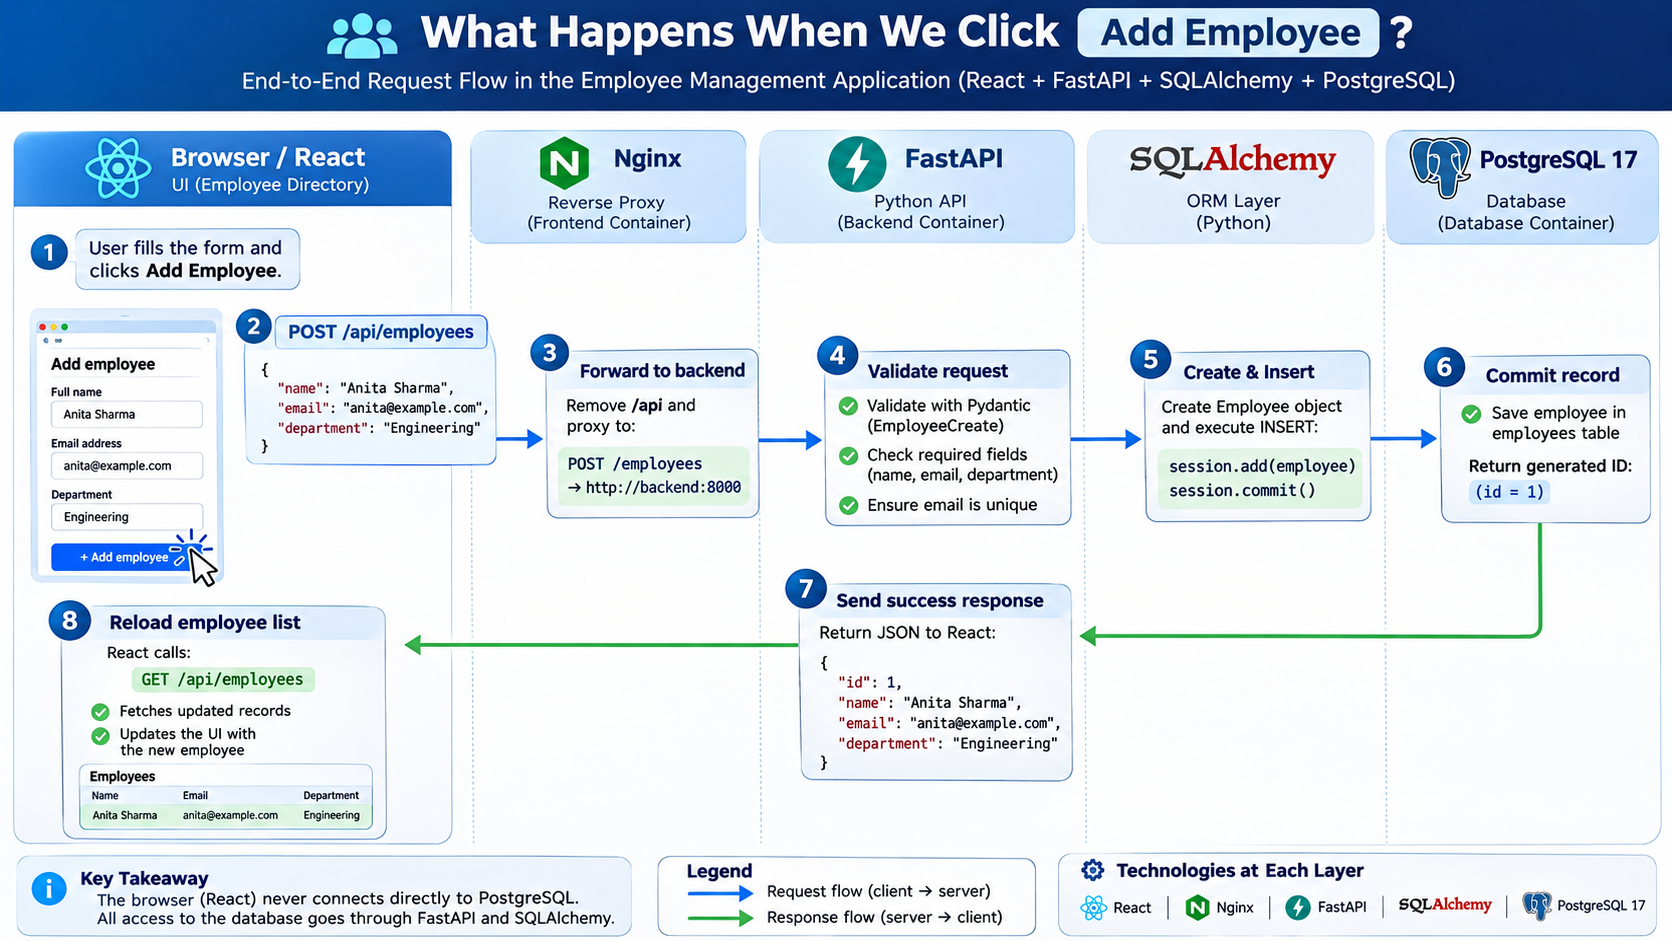 What Happens When We Click Add Employee ?
End-to-End Request Flow in the Employee Management Application (React + FastAPI + SQLAlchemy + PostgreSQL)
Browser / React
UI (Employee Directory)
Nginx
Reverse Proxy
(Frontend Container)
FastAPI
Python API
(Backend Container)
SQLAlchemy
ORM Layer
(Python)
PostgreSQL 17
Database
(Database Container)
1
User fills the form and
clicks Add Employee.
Add employee
Full name
Anita Sharma
Email address
anita@example.com
Department
Engineering
+ Add employee
2
POST /api/employees
{
"name": "Anita Sharma",
"email": "anita@example.com",
"department": "Engineering"
}
3
Forward to backend
Remove /api and
proxy to:
POST /employees
→ http://backend:8000
4
Validate request
Validate with Pydantic
(EmployeeCreate)
Check required fields
(name, email, department)
Ensure email is unique
5
Create & Insert
Create Employee object
and execute INSERT:
session.add(employee)
session.commit()
6
Commit record
Save employee in
employees table
Return generated ID:
(id = 1)
7
Send success response
Return JSON to React:
{
"id": 1,
"name": "Anita Sharma",
"email": "anita@example.com",
"department": "Engineering"
}
8
Reload employee list
React calls:
GET /api/employees
Fetches updated records
Updates the UI with
the new employee
Employees
Name Email Department
Anita Sharma anita@example.com Engineering
Key Takeaway
The browser (React) never connects directly to PostgreSQL.
All access to the database goes through FastAPI and SQLAlchemy.
Legend
Request flow (client → server)
Response flow (server → client)
Technologies at Each Layer
React | Nginx | FastAPI | SQLAlchemy | PostgreSQL 17